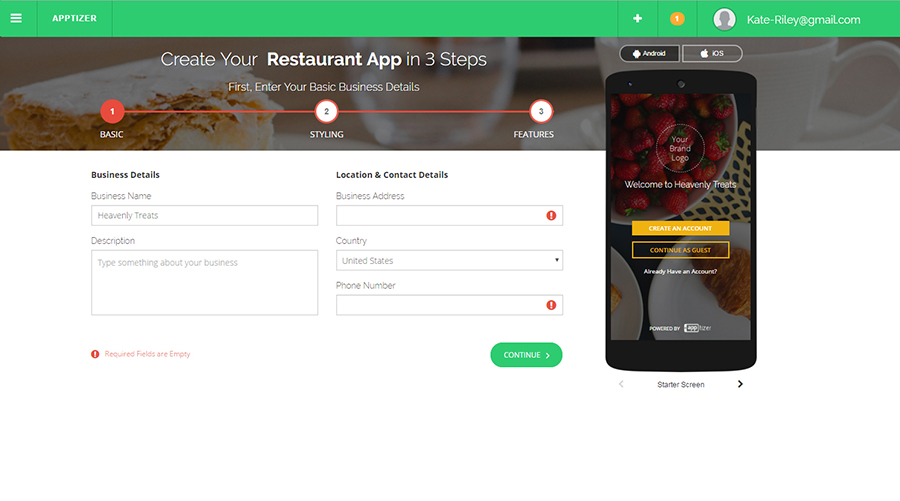 APPTIZER
1
Kate-Riley@gmail.com
Create Your Restaurant App in 3 Steps
First, Enter Your Basic Business Details
1
2
3
BASIC
STYLING
FEATURES
Business Details
Business Name
Heavenly Treats
Description
Type something about your business
Location & Contact Details
Business Address
Country
United States
Phone Number
Required Fields are Empty
CONTINUE
Android
iOS
Your
Brand
Logo
Welcome to Heavenly Treats
CREATE AN ACCOUNT
CONTINUE AS GUEST
Already Have an Account?
POWERED BY apptizer
Starter Screen